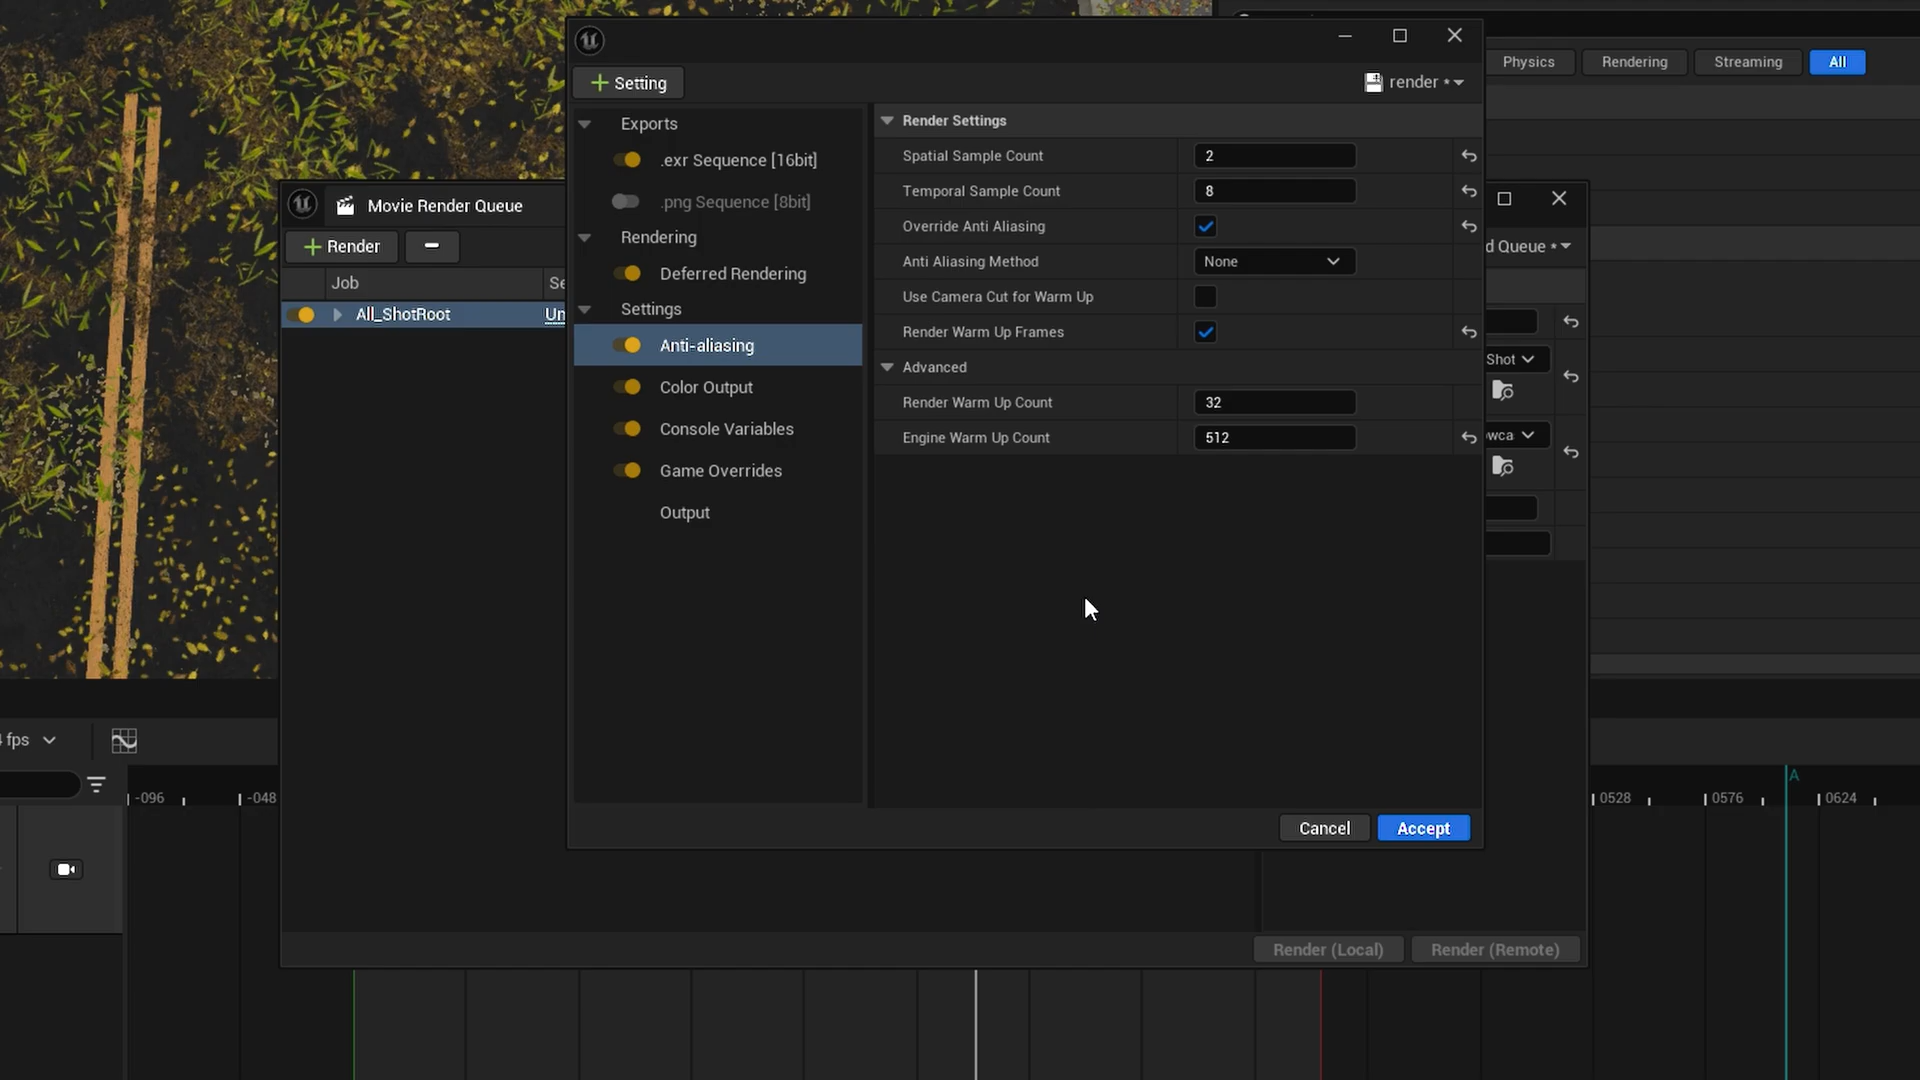 Physics
Rendering
Streaming
All
+ Setting
render *
Exports
.exr Sequence [16bit]
.png Sequence [8bit]
Rendering
Deferred Rendering
Settings
Anti-aliasing
Color Output
Console Variables
Game Overrides
Output
Render Settings
Spatial Sample Count 2
Temporal Sample Count 8
Override Anti Aliasing
Anti Aliasing Method None
Use Camera Cut for Warm Up
Render Warm Up Frames
Advanced
Render Warm Up Count 32
Engine Warm Up Count 512
Cancel
Accept
Movie Render Queue
+ Render
d Queue *
Job
Se
All_ShotRoot
Un
Shot
wca
Render (Local)
Render (Remote)
fps
-096
-048
0528
0576
0624
A